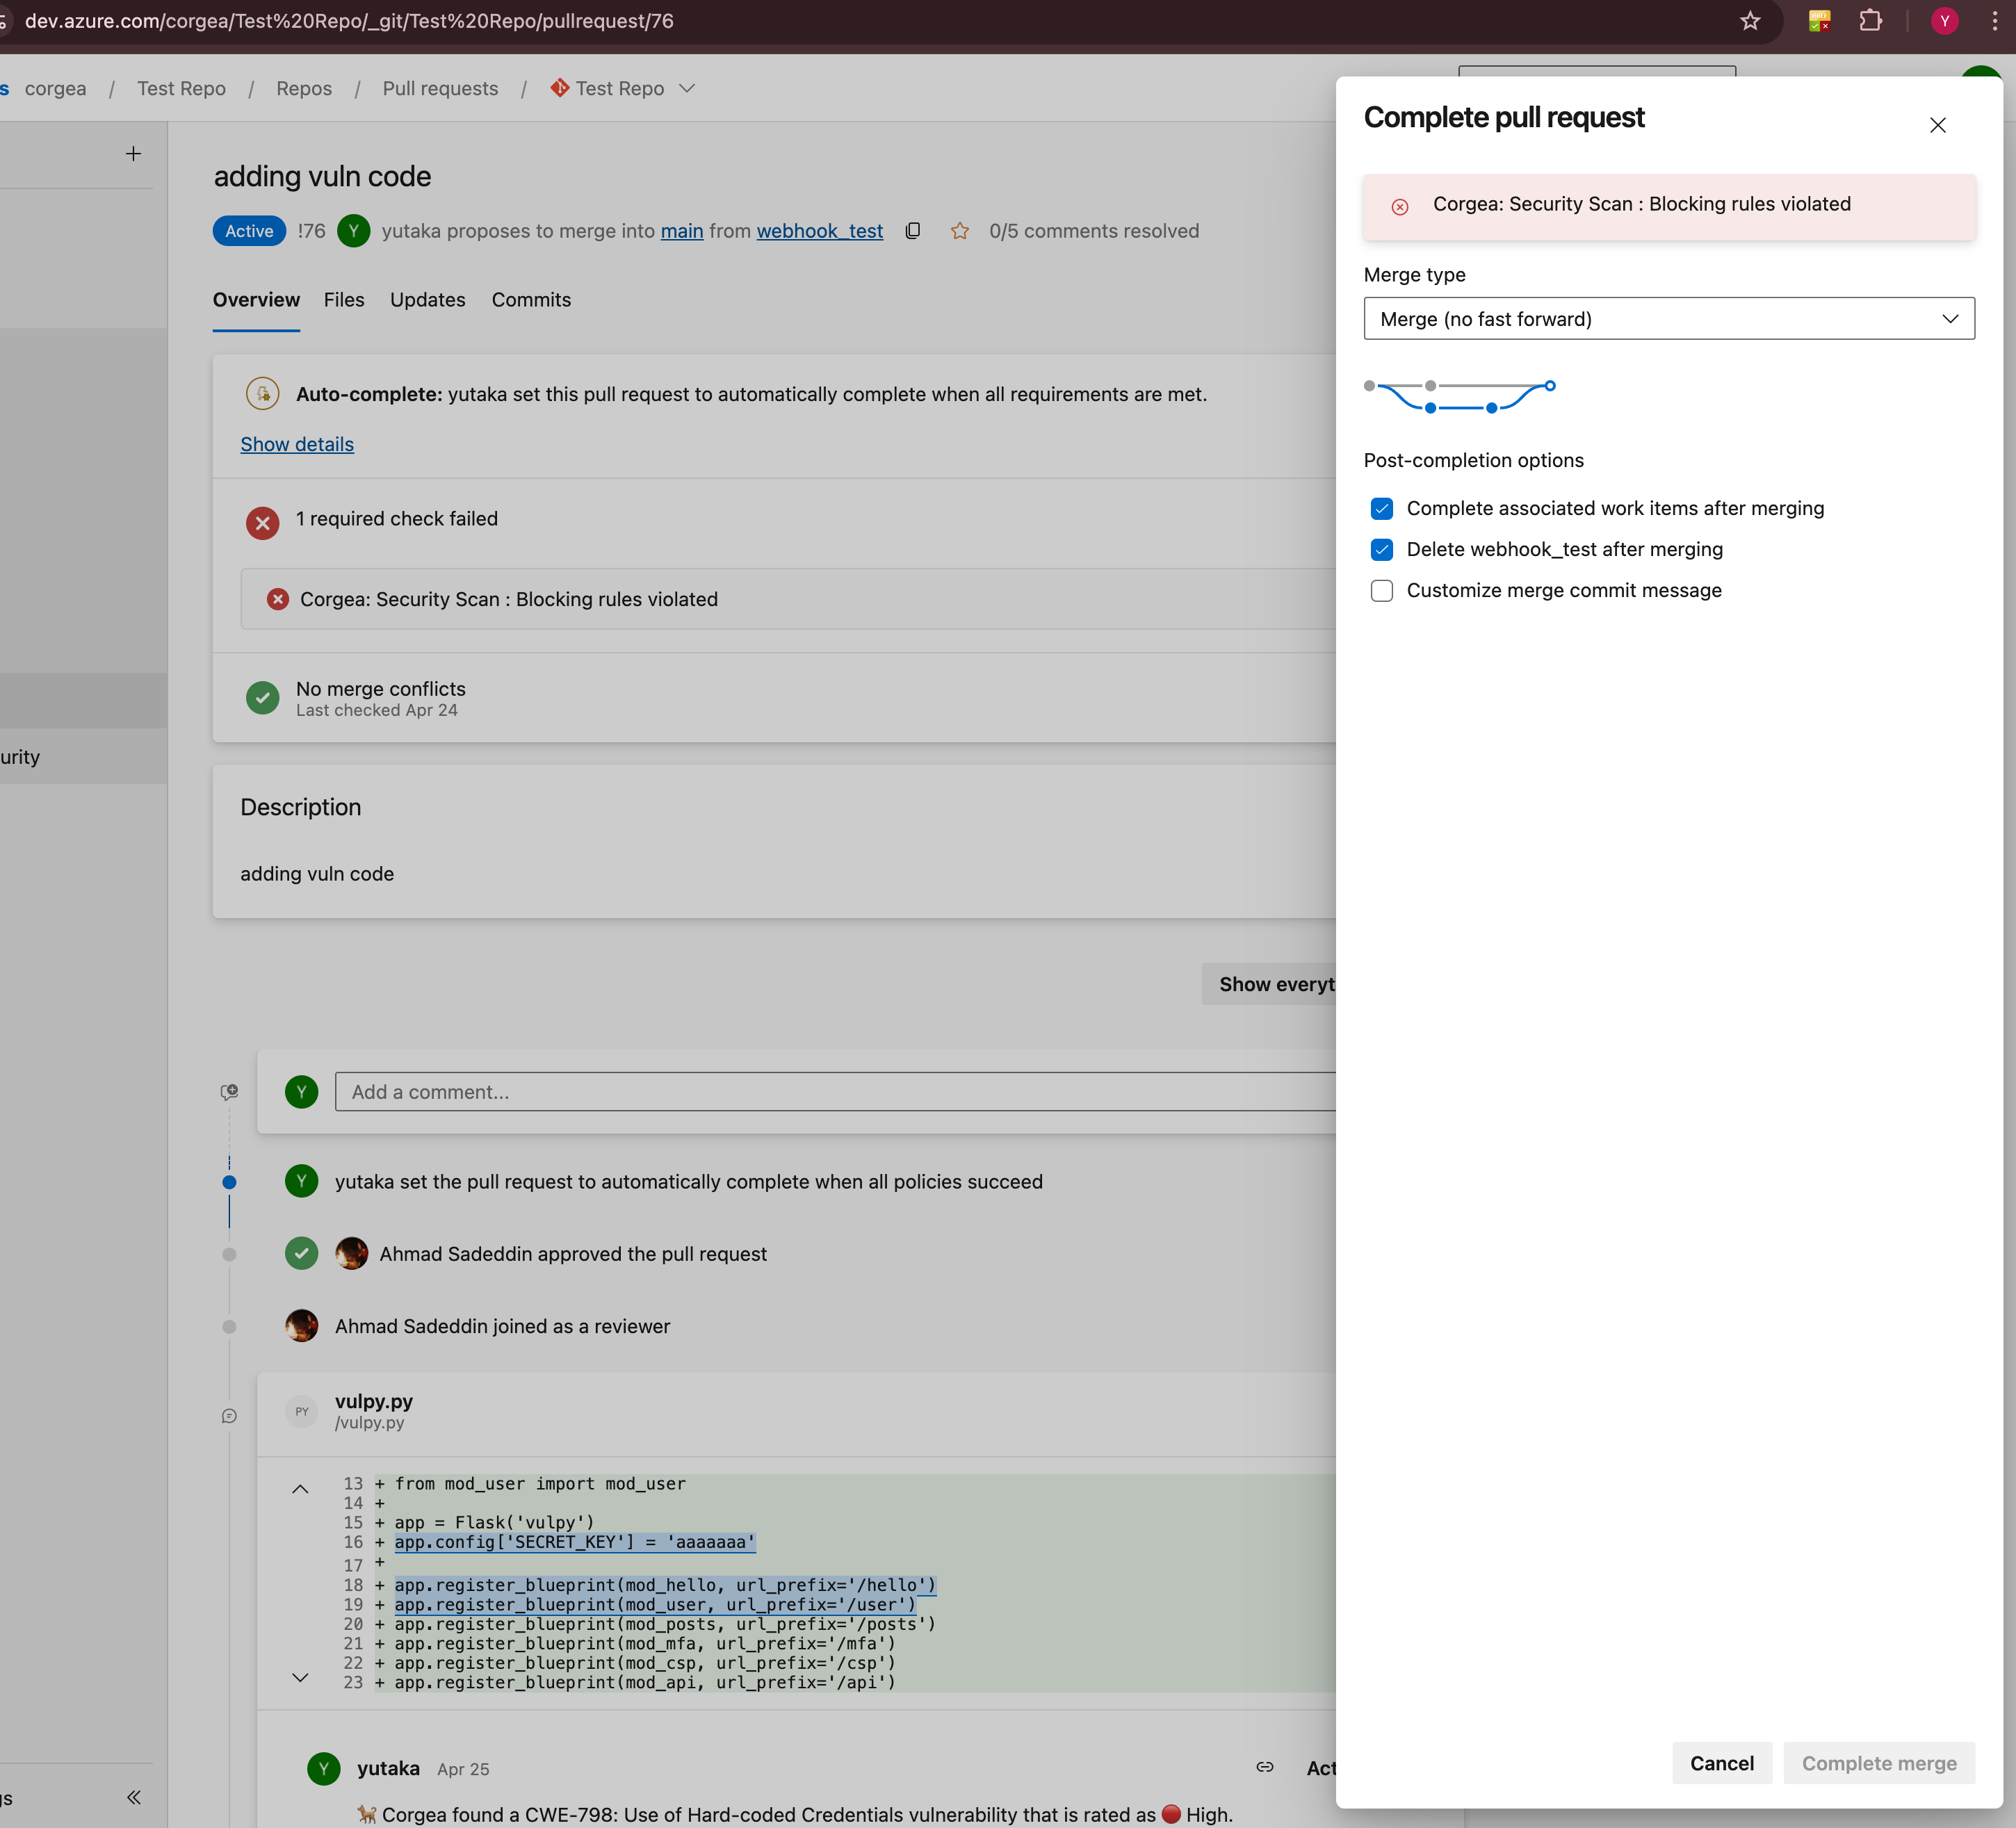 dev.azure.com/corgea/Test%20Repo/_git/Test%20Repo/pullrequest/76
Y
s corgea / Test Repo / Repos / Pull requests / Test Repo
adding vuln code
Active !76 Y yutaka proposes to merge into main from webhook_test 0/5 comments resolved
Overview Files Updates Commits
Auto-complete: yutaka set this pull request to automatically complete when all requirements are met.
Show details
1 required check failed
Corgea: Security Scan : Blocking rules violated
No merge conflicts
Last checked Apr 24
urity
Description
adding vuln code
Show everyt
Y Add a comment...
Y yutaka set the pull request to automatically complete when all policies succeed
Ahmad Sadeddin approved the pull request
Ahmad Sadeddin joined as a reviewer
PY vulpy.py
/vulpy.py
13 + from mod_user import mod_user
14 +
15 + app = Flask('vulpy')
16 + app.config['SECRET_KEY'] = 'aaaaaaa'
17 +
18 + app.register_blueprint(mod_hello, url_prefix='/hello')
19 + app.register_blueprint(mod_user, url_prefix='/user')
20 + app.register_blueprint(mod_posts, url_prefix='/posts')
21 + app.register_blueprint(mod_mfa, url_prefix='/mfa')
22 + app.register_blueprint(mod_csp, url_prefix='/csp')
23 + app.register_blueprint(mod_api, url_prefix='/api')
Y yutaka Apr 25 Act
gs
🐕 Corgea found a CWE-798: Use of Hard-coded Credentials vulnerability that is rated as 🔴 High.
Complete pull request
Corgea: Security Scan : Blocking rules violated
Merge type
Merge (no fast forward)
Post-completion options
Complete associated work items after merging
Delete webhook_test after merging
Customize merge commit message
Cancel
Complete merge